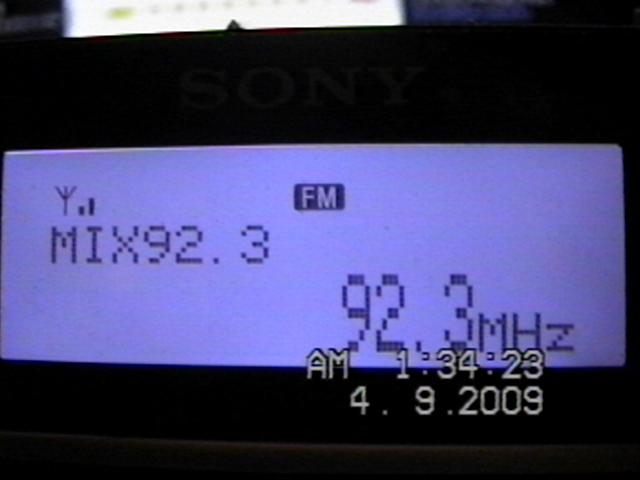 SONY
FM
MIX92.3
92.3MHz
AM 1:34:23
4. 9.2009